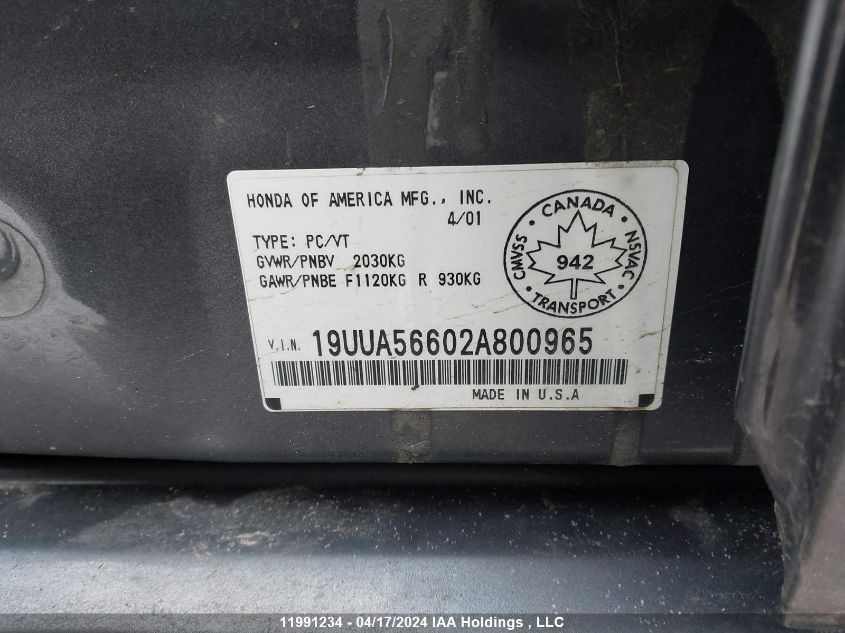 HONDA OF AMERICA MFG., INC.
4/01
TYPE: PC/VT
GVWR/PNBV 2030KG
GAWR/PNBE F1120KG R 930KG
CANADA
CMVSS
942
NSVAC
TRANSPORT
V.I.N. 19UUA56602A800965
MADE IN U.S.A
11991234 - 04/17/2024 IAA Holdings , LLC